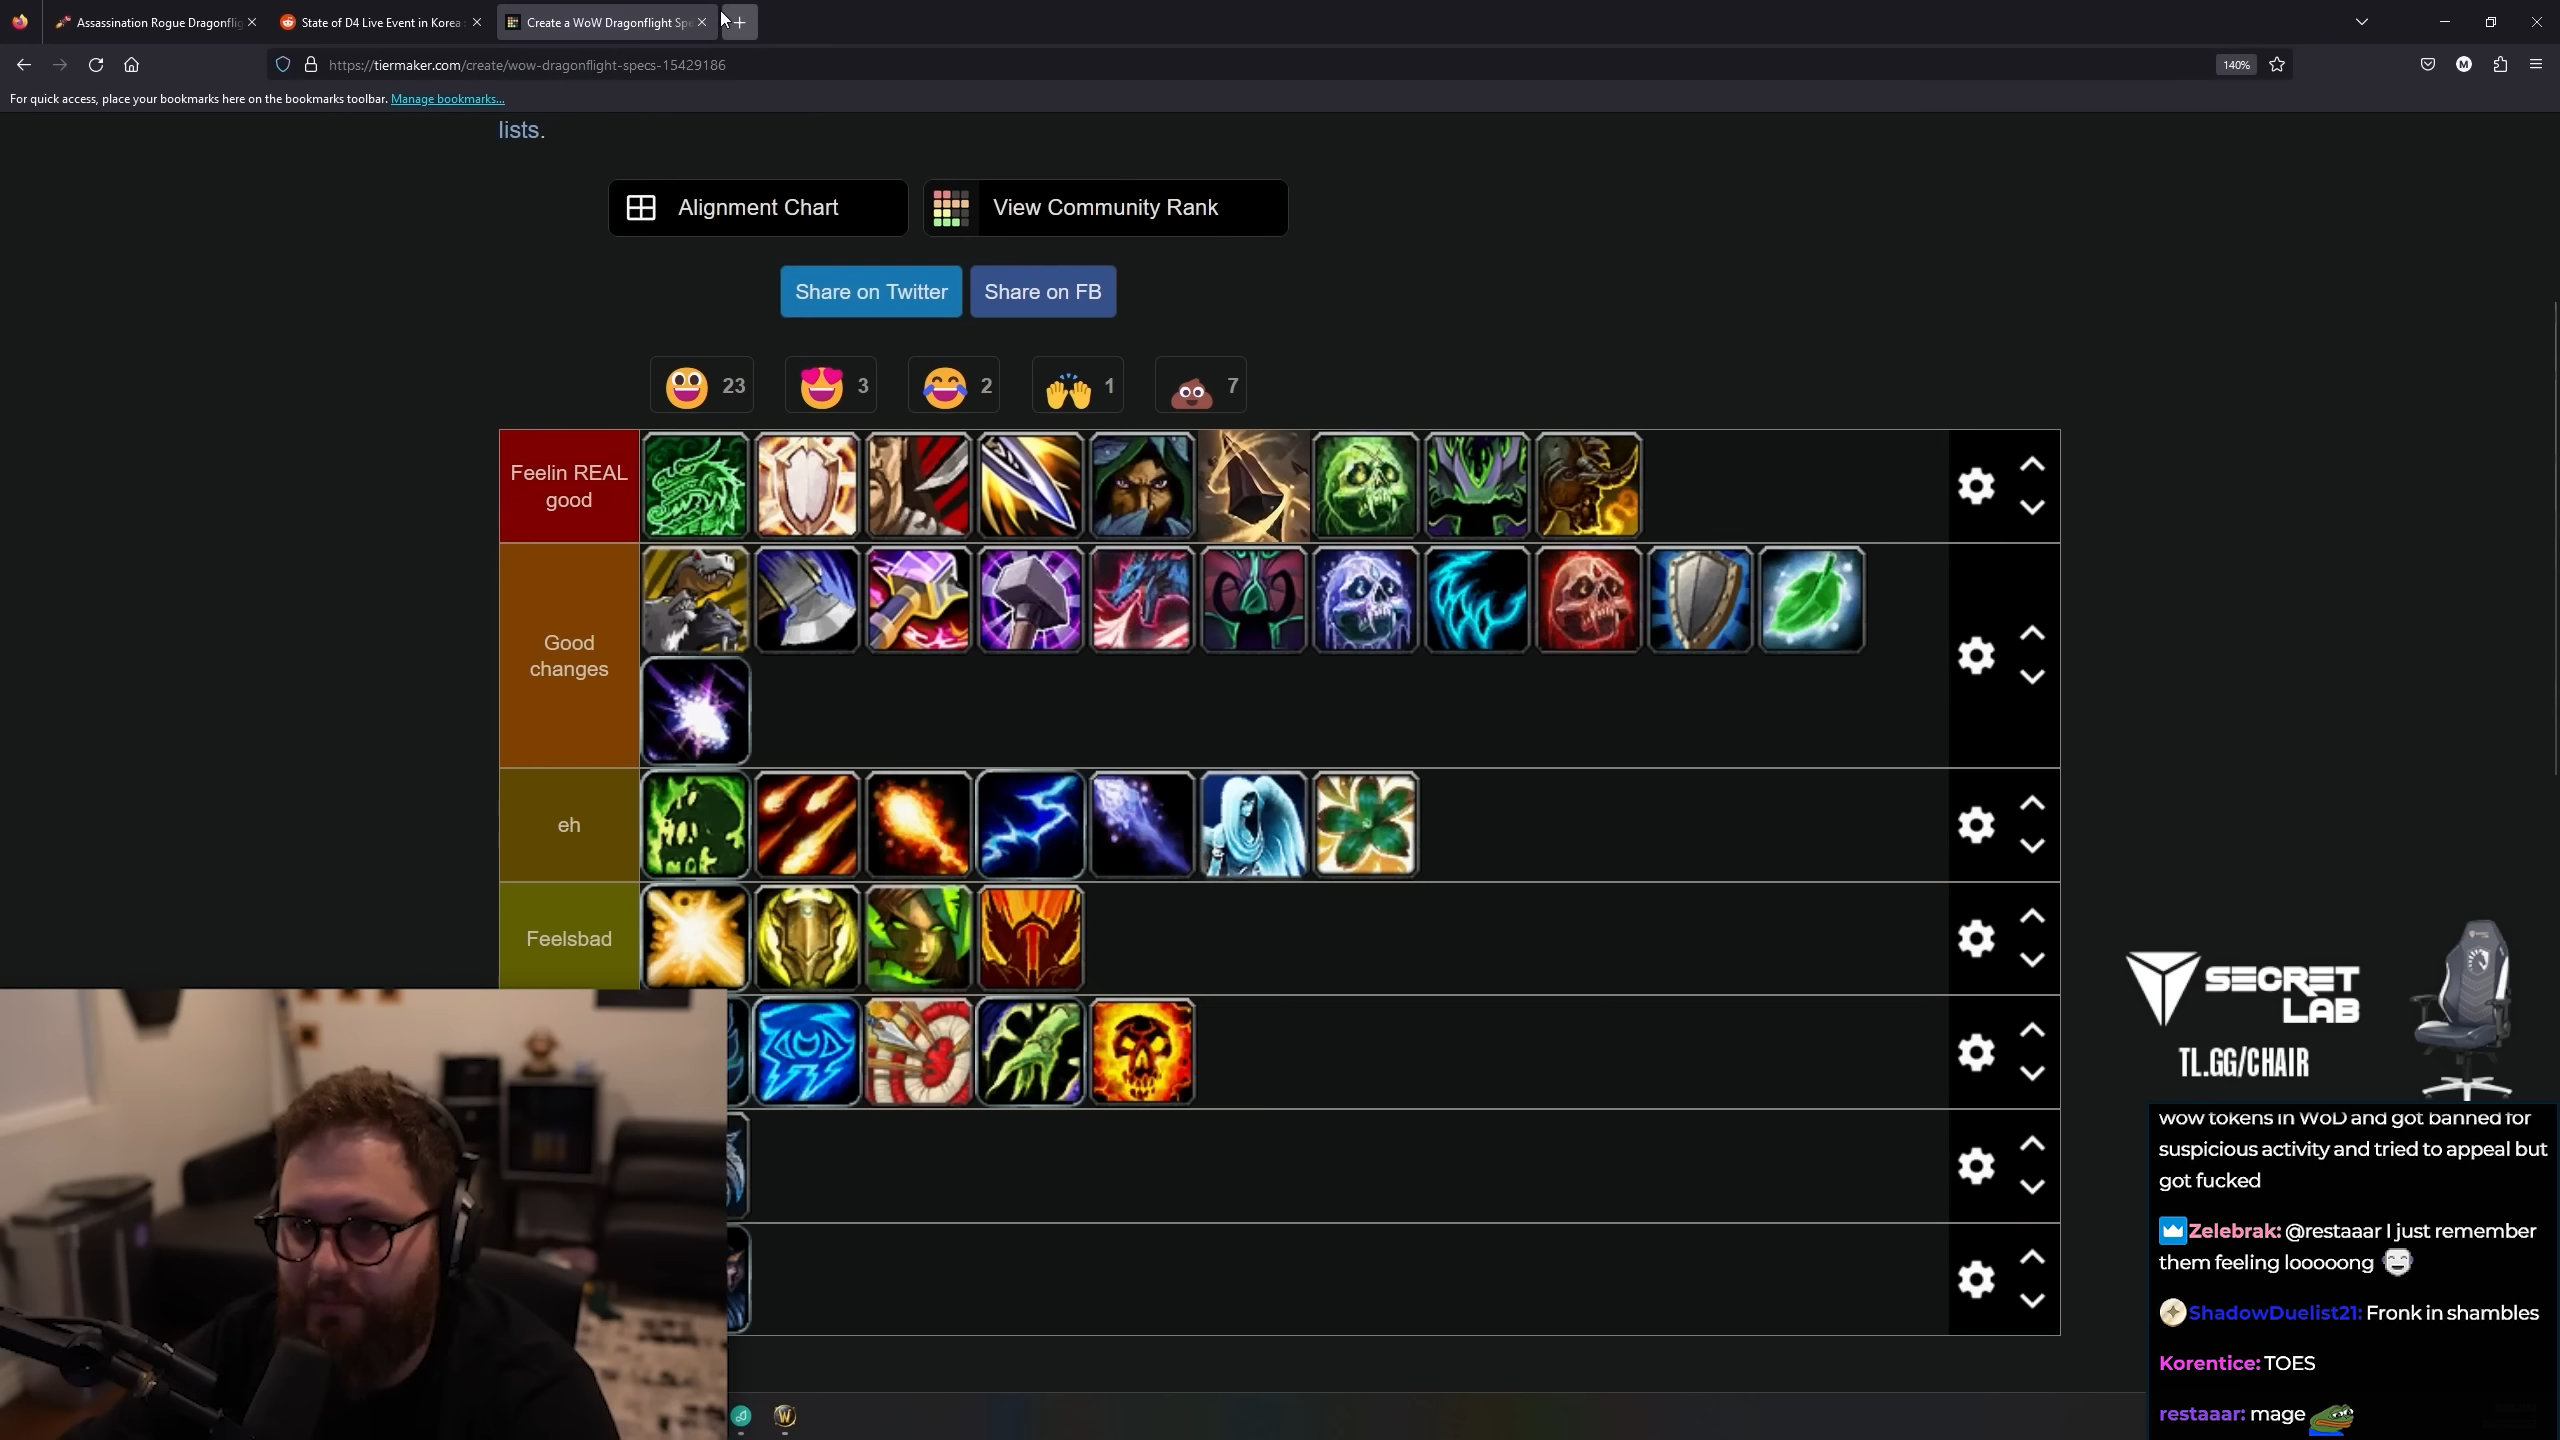 Assassination Rogue Dragonflig
State of D4 Live Event in Korea
Create a WoW Dragonflight Spe
https://tiermaker.com/create/wow-dragonflight-specs-15429186
140%
For quick access, place your bookmarks here on the bookmarks toolbar. Manage bookmarks...
lists.
Alignment Chart
View Community Rank
Share on Twitter
Share on FB
23
3
2
1
7
Feelin REAL
good
Good
changes
eh
Feelsbad
SECRET
LAB
TL.GG/CHAIR
wow tokens in WoD and got banned for
suspicious activity and tried to appeal but
got fucked
Zelebrak: @restaaar I just remember
them feeling looooong
ShadowDuelist21: Fronk in shambles
Korentice: TOES
restaaar: mage